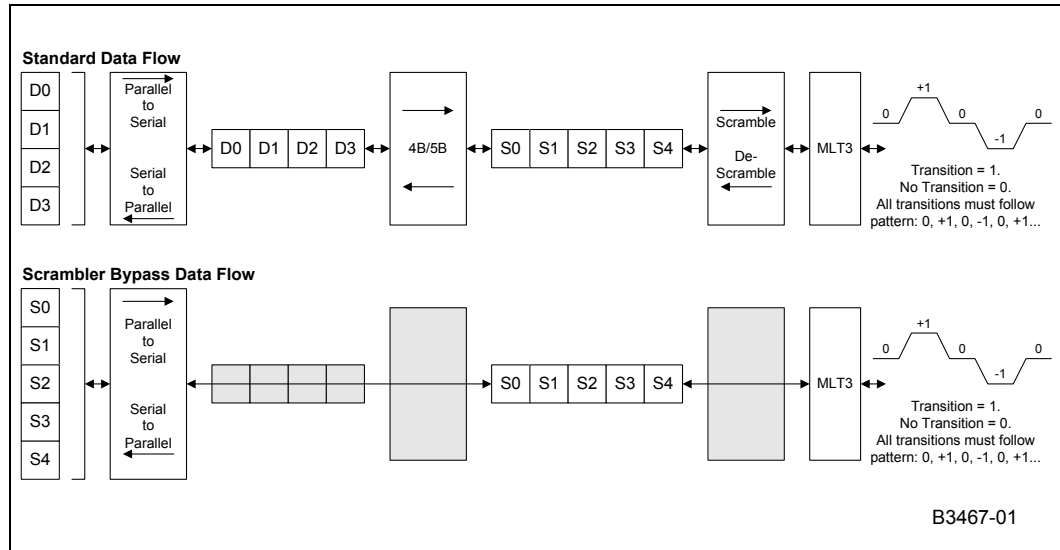 Standard Data Flow
D0
D1
D2
D3
Parallel
to
Serial
Serial
to
Parallel
D0 D1 D2 D3
4B/5B
S0 S1 S2 S3 S4
Scramble
De-
Scramble
MLT3
0 +1 0 -1 0
Transition = 1.
No Transition = 0.
All transitions must follow
pattern: 0, +1, 0, -1, 0, +1...
Scrambler Bypass Data Flow
S0
S1
S2
S3
S4
Parallel
to
Serial
Serial
to
Parallel
S0 S1 S2 S3 S4
MLT3
0 +1 0 -1 0
Transition = 1.
No Transition = 0.
All transitions must follow
pattern: 0, +1, 0, -1, 0, +1...
B3467-01